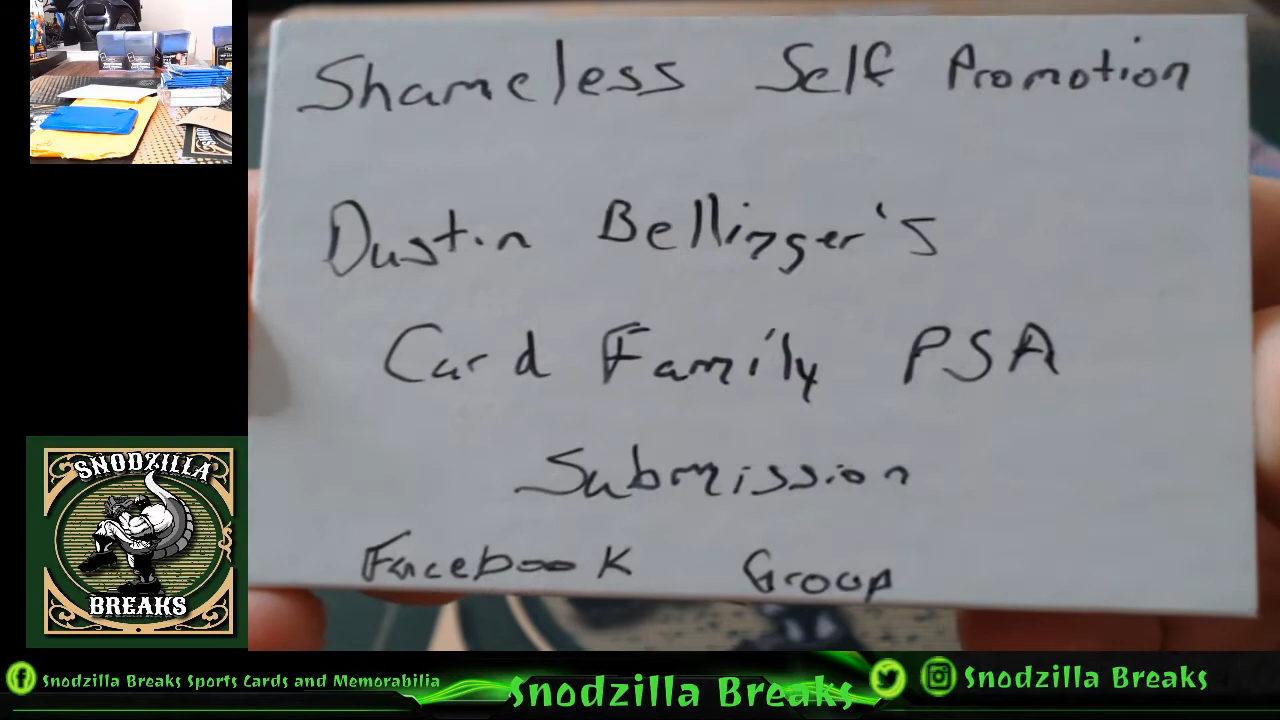 Shameless Self Promotion
Dustin Bellinger's
Card Family PSA
Submission
Facebook Group
SNODZILLA
BREAKS
Snodzilla Breaks Sports Cards and Memorabilia
Snodzilla Breaks
Snodzilla Breaks